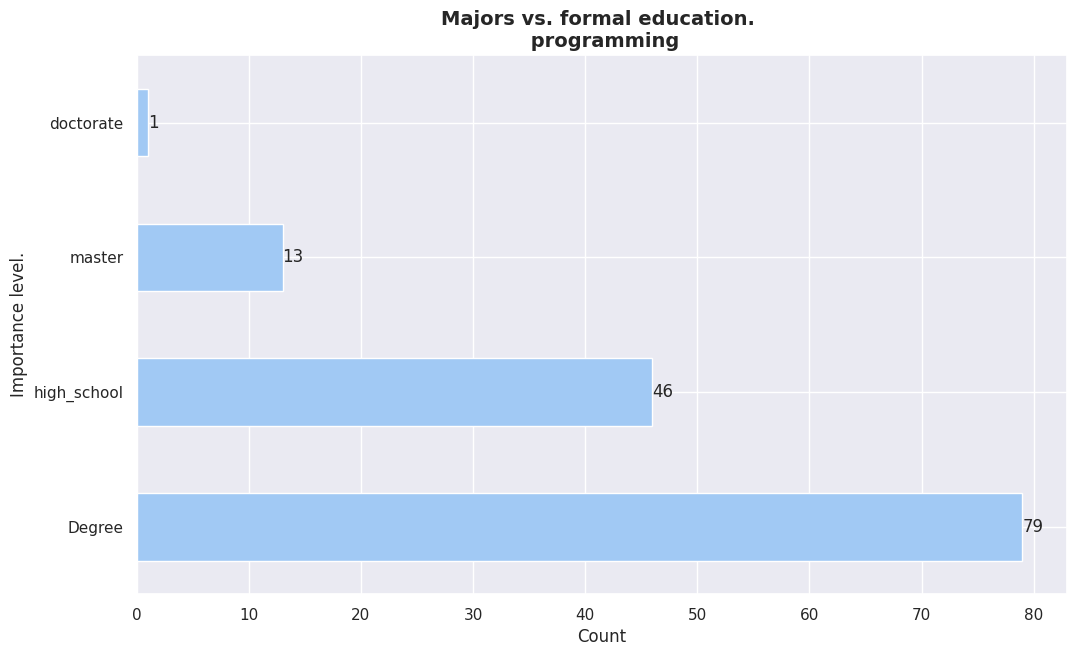 Majors vs. formal education.
programming
doctorate
1
master
13
high_school
46
Degree
79
Importance level.
0 10 20 30 40 50 60 70 80
Count